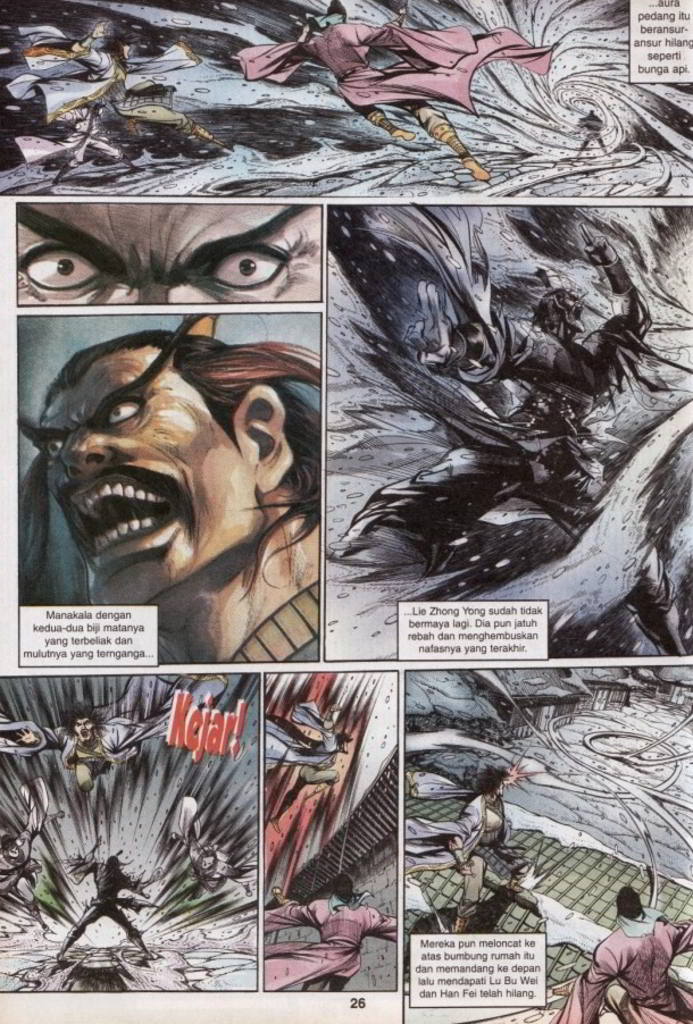 ...aura
pedang itu
beransur-
ansur hilang
seperti
bunga api.
Manakala dengan
kedua-dua biji matanya
yang terbeliak dan
mulutnya yang ternganga...
...Lie Zhong Yong sudah tidak
bermaya lagi. Dia pun jatuh
rebah dan menghembuskan
nafasnya yang terakhir.
Kejar!
Mereka pun meloncat ke
atas bumbung rumah itu
dan memandang ke depan
lalu mendapati Lu Bu Wei
dan Han Fei telah hilang.
26